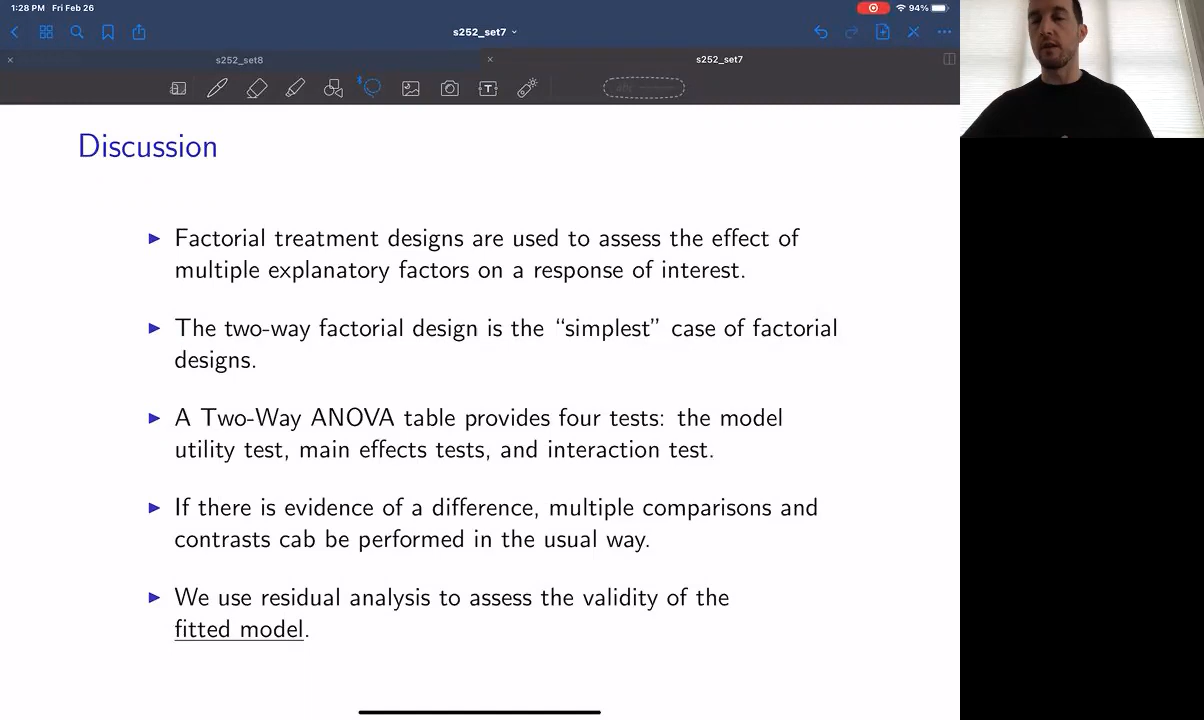 1:28 PM Fri Feb 26
94%
s252_set7
s252_set8
s252_set7
T
Discussion
Factorial treatment designs are used to assess the effect of
multiple explanatory factors on a response of interest.
The two-way factorial design is the “simplest” case of factorial
designs.
A Two-Way ANOVA table provides four tests: the model
utility test, main effects tests, and interaction test.
If there is evidence of a difference, multiple comparisons and
contrasts cab be performed in the usual way.
We use residual analysis to assess the validity of the
fitted model.